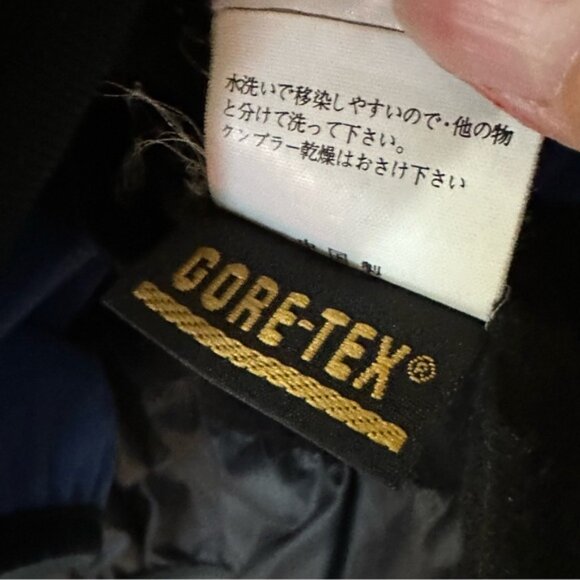 水洗いで移染しやすいので・他の物
と分けて洗って下さい。
タンブラー乾燥はおさけ下さい
GORE-TEX®